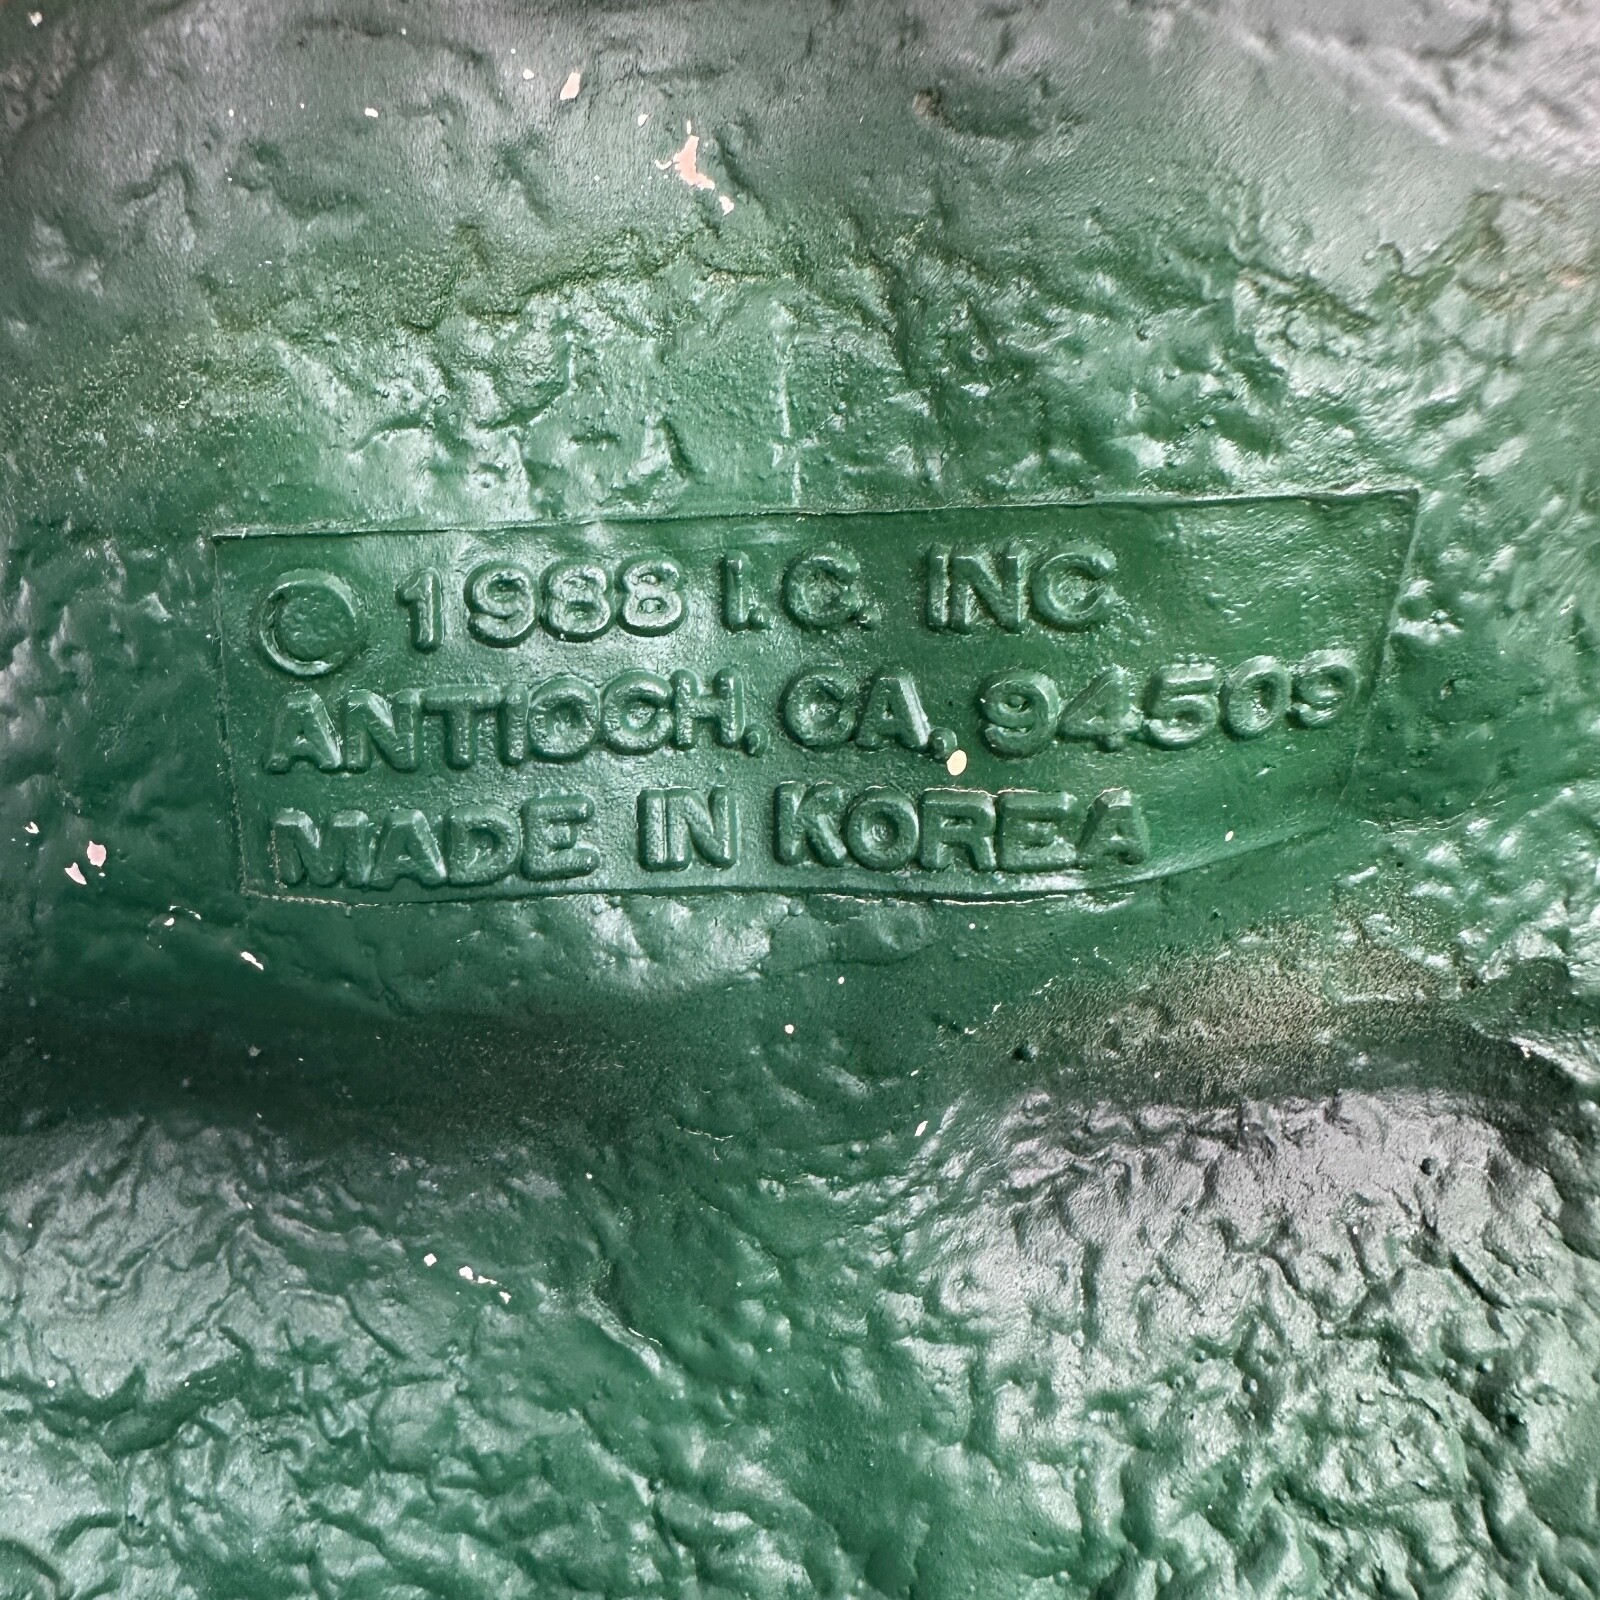 © 1988 I.C. INC
ANTIOCH, CA, 94509
MADE IN KOREA